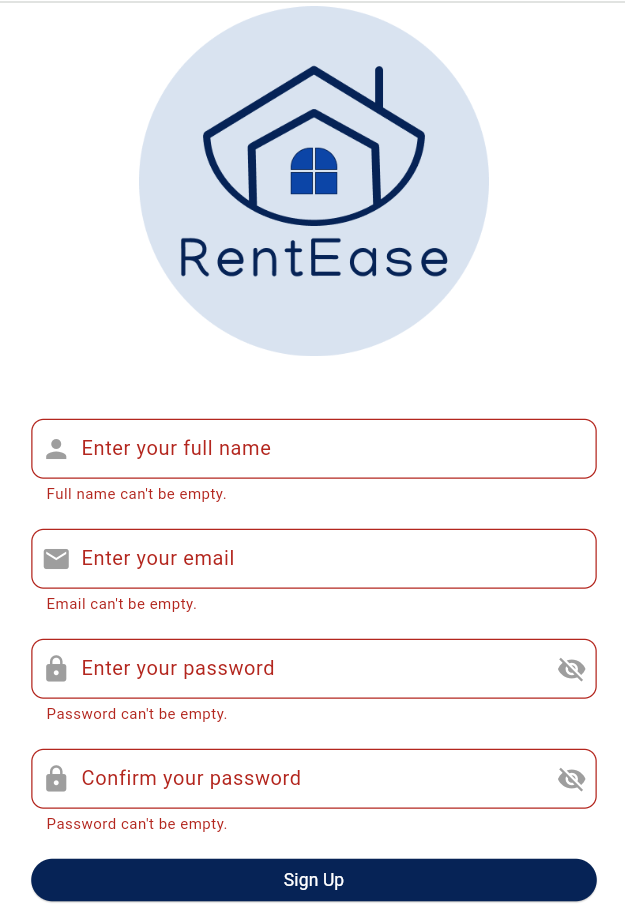 RentEase
Enter your full name
Full name can't be empty.
Enter your email
Email can't be empty.
Enter your password
Password can't be empty.
Confirm your password
Password can't be empty.
Sign Up